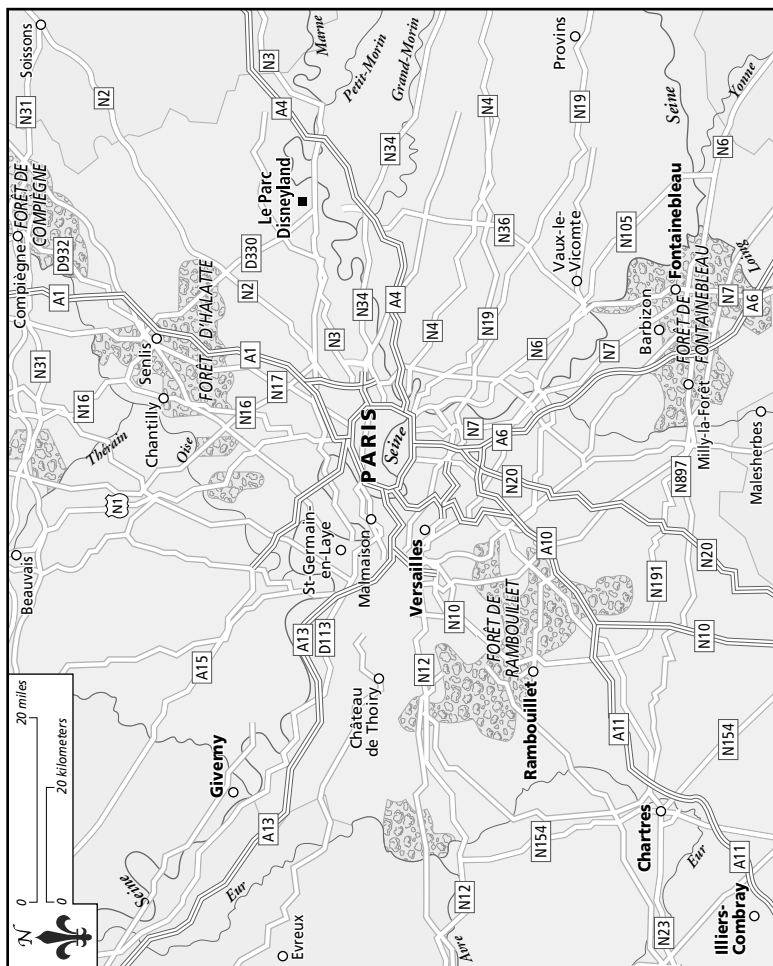 N
0 20 miles
0 20 kilometers
Beauvais
Compiègne
Soissons
N31
N31
A1
D932
FORÊT DE
COMPIÈGNE
N16
N2
Théram
N1
Seine
Giverny
A15
Oise
Chantilly
Senlis
FORÊT D'HALATTE
N16
A1
N17
D330
N2
Evreux
Eur
A13
A13
D113
St-Germain-
en-Laye
Malmaison
PARIS
Seine
N3
N34
A4
Le Parc
Disneyland
N3
A4
Marne
Petit-Morin
Grand-Morin
N34
Château
de Thoiry
Versailles
N12
N10
N4
N4
N19
N36
N7
A6
N20
Avre
N12
N154
FORÊT DE
RAMBOUILLET
Rambouillet
A10
N6
N7
Vaux-le-
Vicomte
N19
Provins
N105
A11
N191
N10
N20
N897
Barbizon
Fontainebleau
FORÊT DE
FONTAINEBLEAU
Milly-la-Forêt
Malesherbes
N7
A6
Loing
N6
Seine
Yonne
Chartres
N154
Eur
A11
N23
Illiers-
Combray